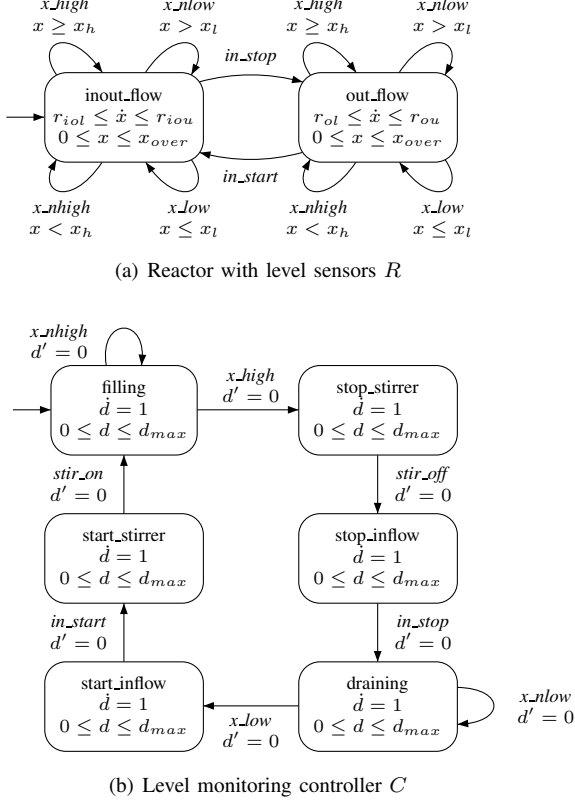 x_high
x ≥ x_h
x_nlow
x > x_l
in_stop
x_high
x ≥ x_h
x_nlow
x > x_l
inout_flow
r_iol ≤ ẋ ≤ r_iou
0 ≤ x ≤ x_over
out_flow
r_ol ≤ ẋ ≤ r_ou
0 ≤ x ≤ x_over
x_nhigh
x < x_h
x_low
x ≤ x_l
in_start
x_nhigh
x < x_h
x_low
x ≤ x_l
(a) Reactor with level sensors R
x_nhigh
d′ = 0
filling
ḋ = 1
0 ≤ d ≤ d_max
x_high
d′ = 0
stop_stirrer
ḋ = 1
0 ≤ d ≤ d_max
stir_on
d′ = 0
stir_off
d′ = 0
start_stirrer
ḋ = 1
0 ≤ d ≤ d_max
stop_inflow
ḋ = 1
0 ≤ d ≤ d_max
in_start
d′ = 0
in_stop
d′ = 0
start_inflow
ḋ = 1
0 ≤ d ≤ d_max
x_low
d′ = 0
draining
ḋ = 1
0 ≤ d ≤ d_max
x_nlow
d′ = 0
(b) Level monitoring controller C